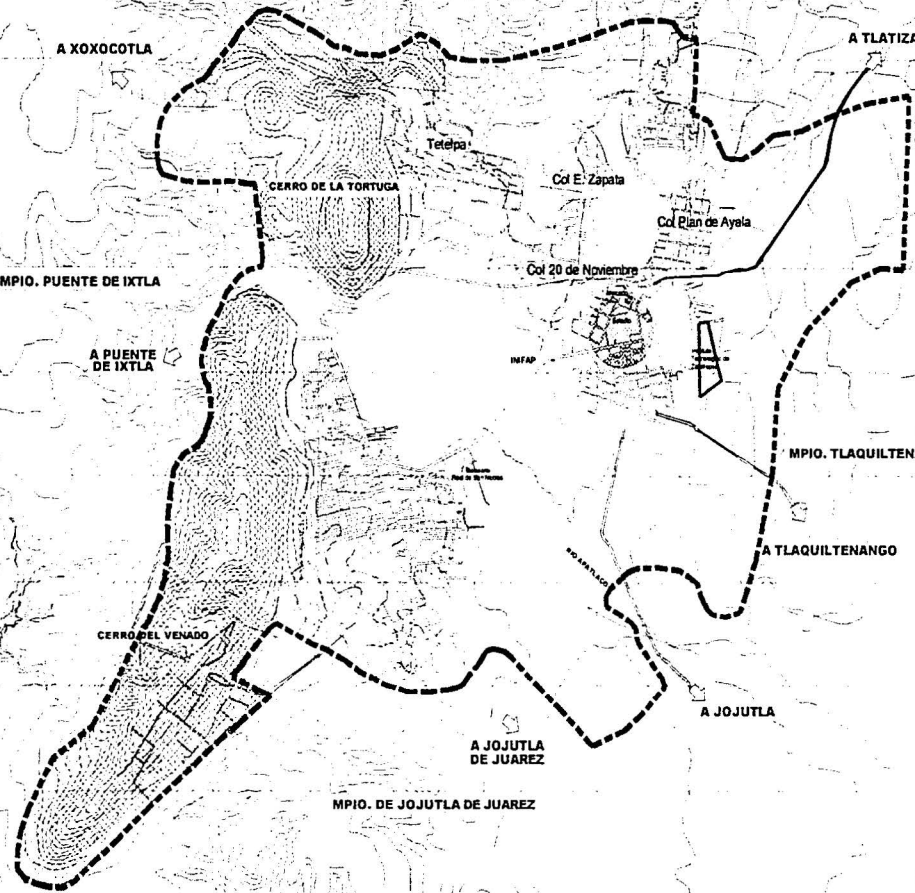 A XOXOCOTLA
A TLATIZA
Tetelpa
Col E. Zapata
CERRO DE LA TORTUGA
Col Plan de Ayala
Col 20 de Noviembre
MPIO. PUENTE DE IXTLA
A PUENTE
DE IXTLA
INIFAP
MPIO. TLAQUILTEN
A TLAQUILTENANGO
RIO APATLACO
CERRO DEL VENADO
A JOJUTLA
A JOJUTLA
DE JUAREZ
MPIO. DE JOJUTLA DE JUAREZ